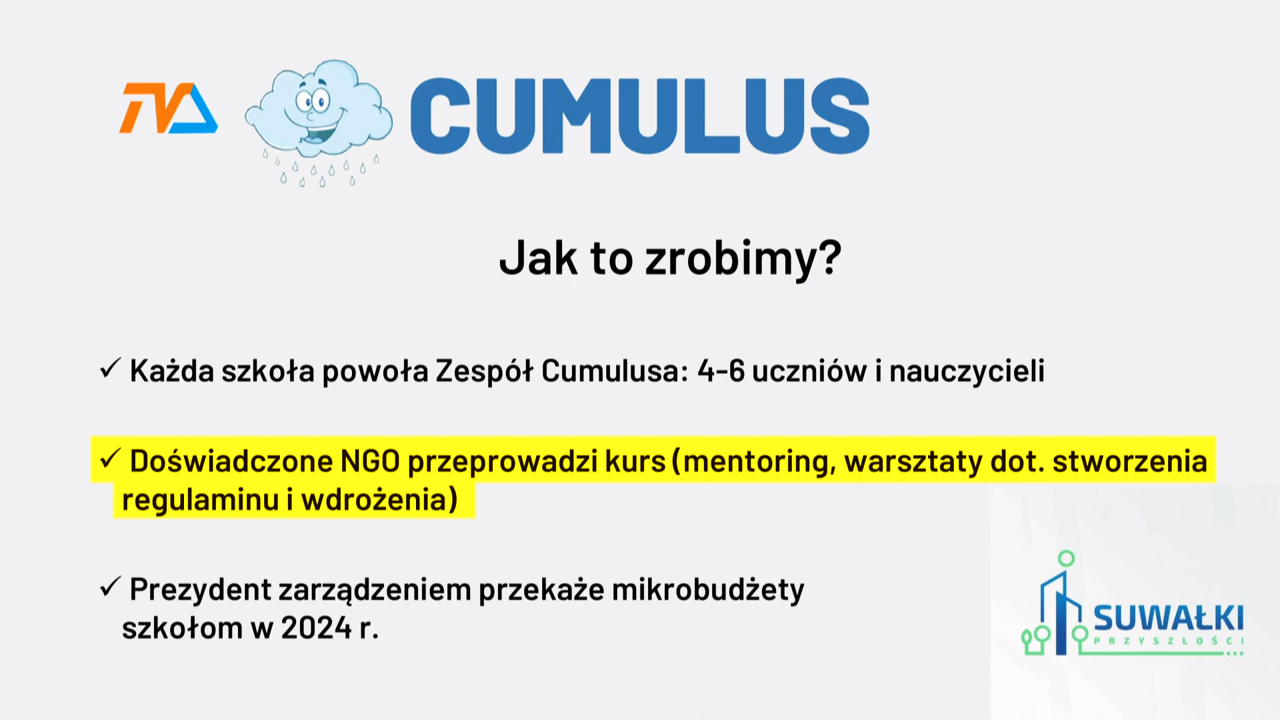 TVA
CUMULUS
Jak to zrobimy?
✓ Każda szkoła powoła Zespół Cumulusa: 4-6 uczniów i nauczycieli
✓ Doświadczone NGO przeprowadzi kurs (mentoring, warsztaty dot. stworzenia
regulaminu i wdrożenia)
✓ Prezydent zarządzeniem przekaże mikrobudżety
szkołom w 2024 r.
SUWAŁKI
PRZYSZŁOŚCI